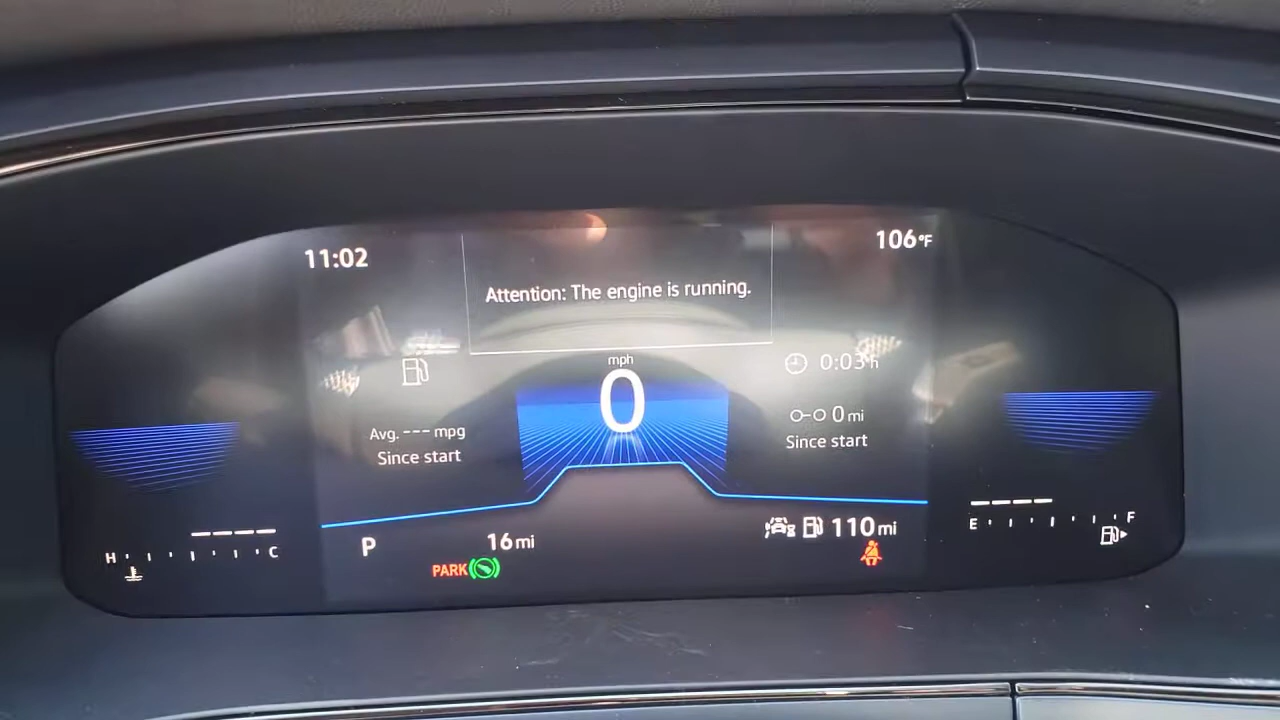 11:02
106°F
Attention: The engine is running.
mph
0
0:03 h
Avg. --- mpg
Since start
0 mi
Since start
P
16 mi
110 mi
PARK
H
C
E
F